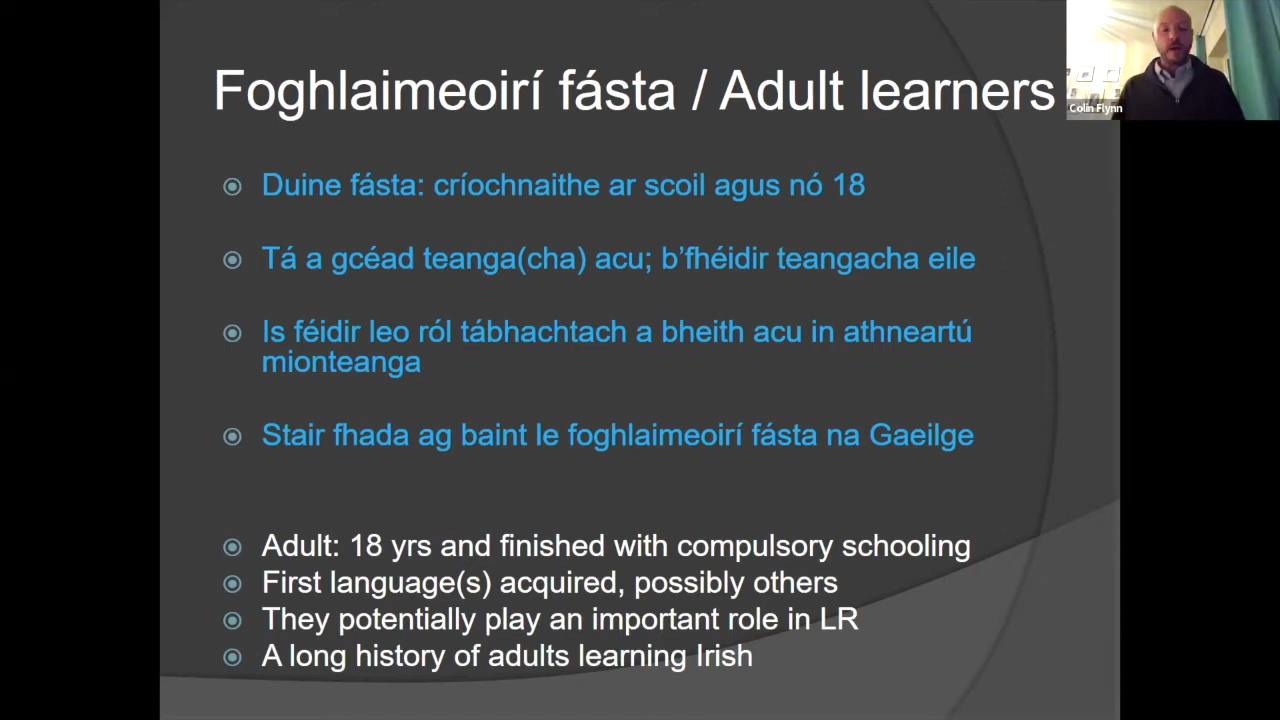 Foghlaimeoirí fásta / Adult learners
Colin Flynn
Duine fásta: críochnaithe ar scoil agus nó 18
Tá a gcéad teanga(cha) acu; b’fhéidir teangacha eile
Is féidir leo ról tábhachtach a bheith acu in athneartú
mionteanga
Stair fhada ag baint le foghlaimeoirí fásta na Gaeilge
Adult: 18 yrs and finished with compulsory schooling
First language(s) acquired, possibly others
They potentially play an important role in LR
A long history of adults learning Irish